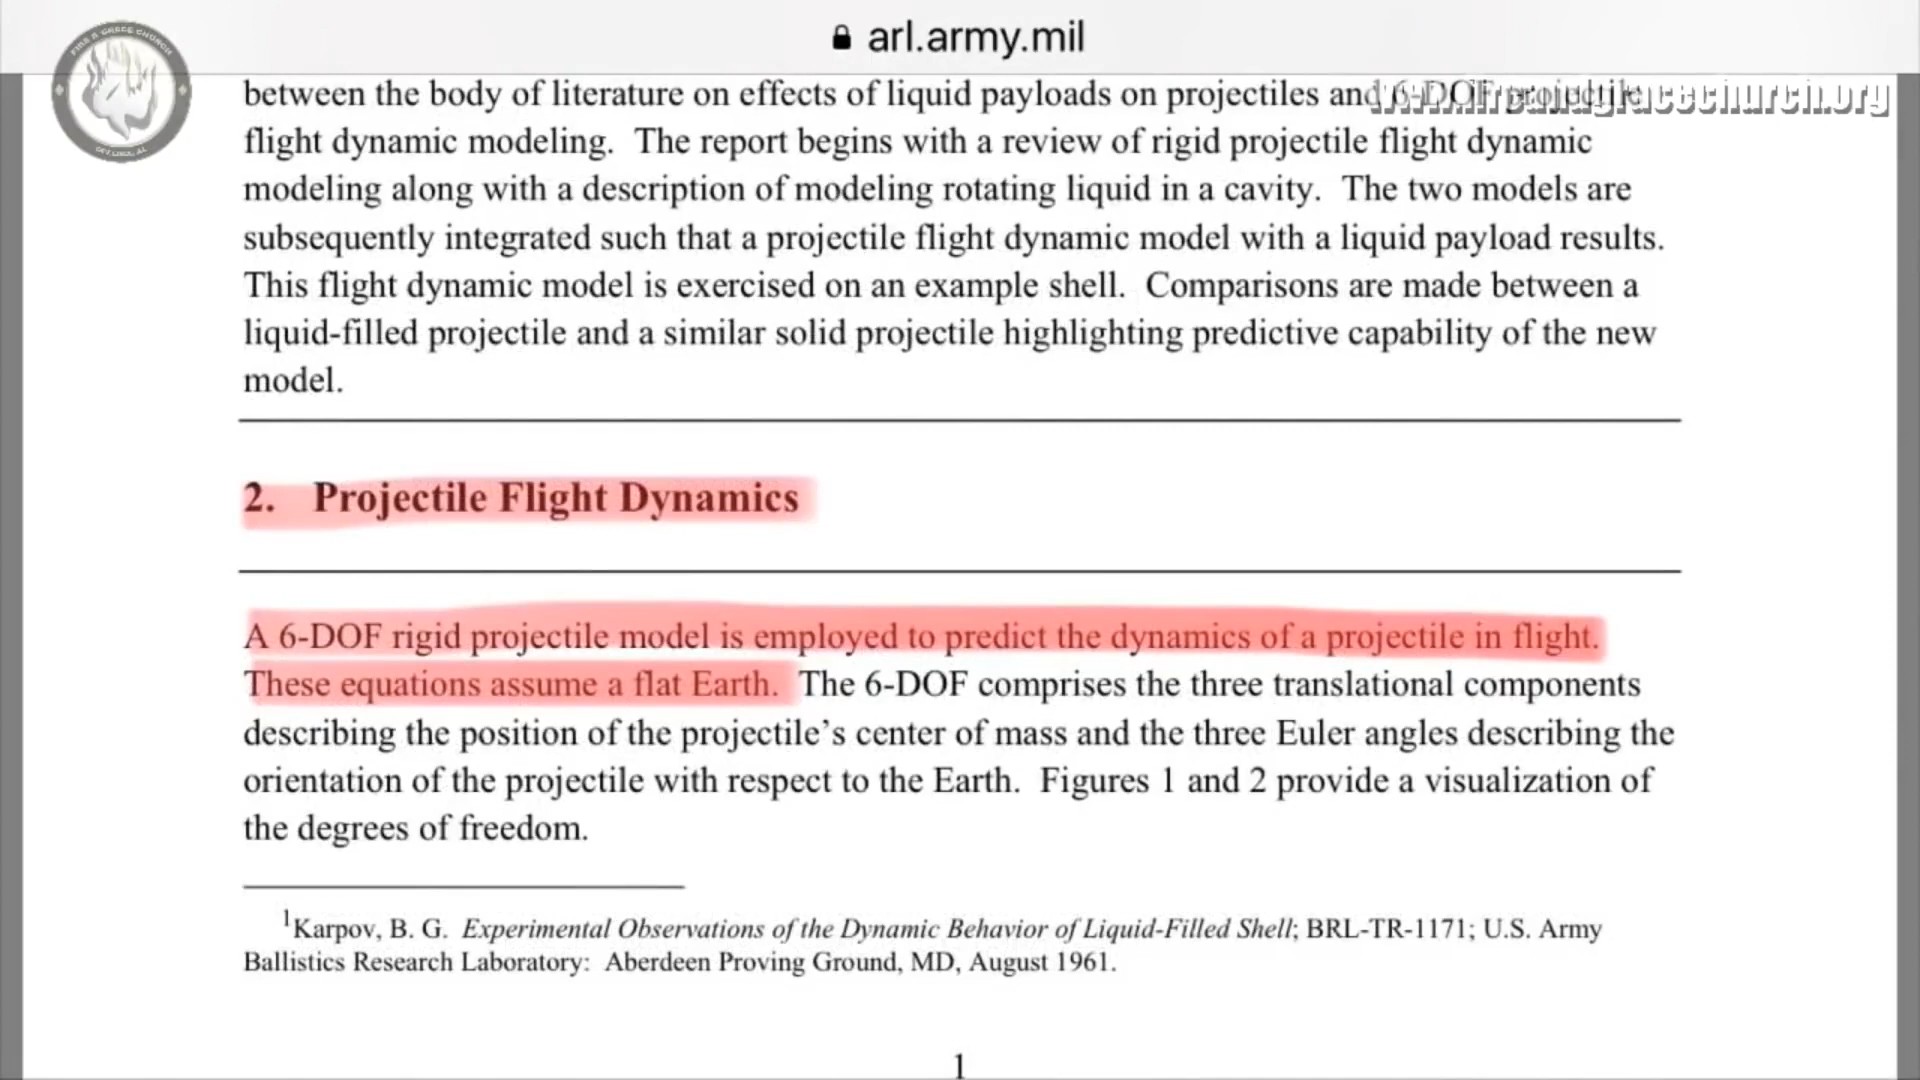 arl.army.mil
FIRE & GRACE CHURCH
between the body of literature on effects of liquid payloads on projectiles and 6-DOF projectile
flight dynamic modeling. The report begins with a review of rigid projectile flight dynamic
modeling along with a description of modeling rotating liquid in a cavity. The two models are
subsequently integrated such that a projectile flight dynamic model with a liquid payload results.
This flight dynamic model is exercised on an example shell. Comparisons are made between a
liquid-filled projectile and a similar solid projectile highlighting predictive capability of the new
model.
2. Projectile Flight Dynamics
A 6-DOF rigid projectile model is employed to predict the dynamics of a projectile in flight.
These equations assume a flat Earth. The 6-DOF comprises the three translational components
describing the position of the projectile’s center of mass and the three Euler angles describing the
orientation of the projectile with respect to the Earth. Figures 1 and 2 provide a visualization of
the degrees of freedom.
1Karpov, B. G. Experimental Observations of the Dynamic Behavior of Liquid-Filled Shell; BRL-TR-1171; U.S. Army
Ballistics Research Laboratory: Aberdeen Proving Ground, MD, August 1961.
1